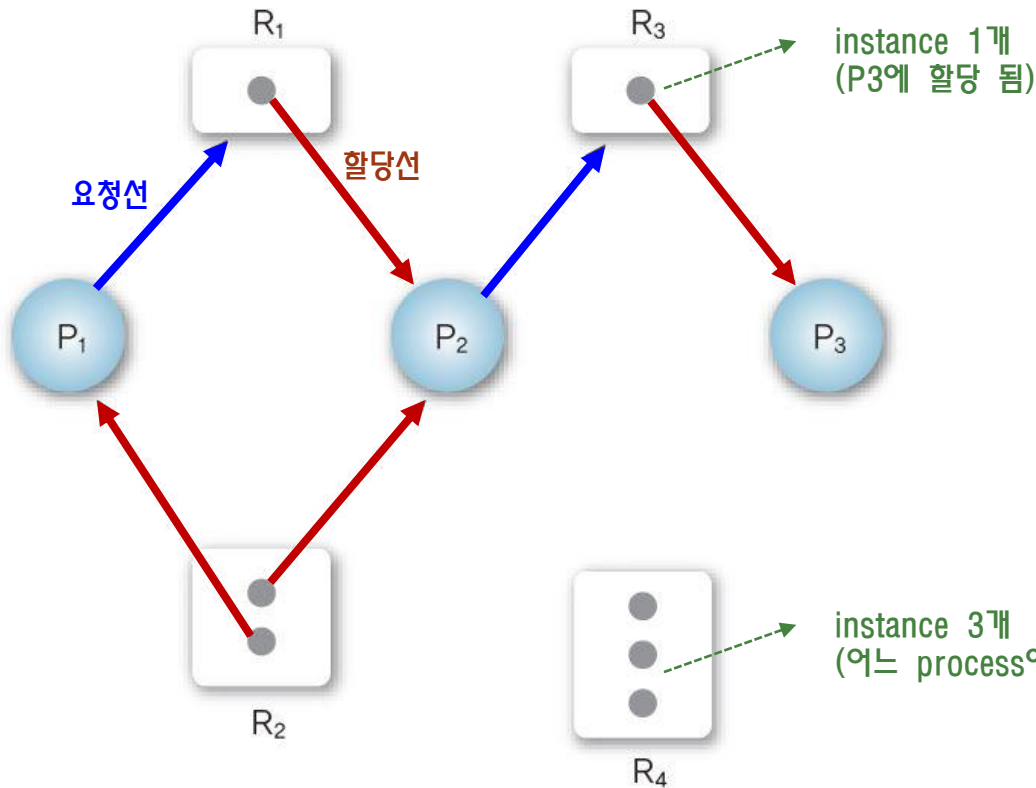 R₁
R₃
instance 1개
(P3에 할당 됨)
요청선
할당선
P₁
P₂
P₃
instance 3개
(어느 process
R₂
R₄